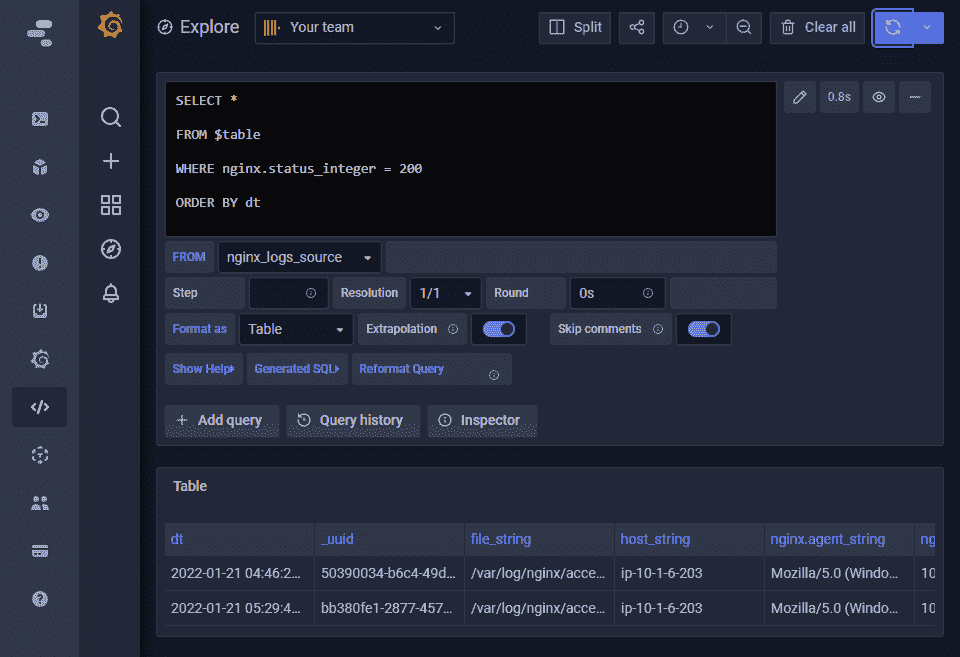 Explore Your team Split Clear all
SELECT *
FROM $table
WHERE nginx.status_integer = 200
ORDER BY dt
0.8s
FROM nginx_logs_source
Step Resolution 1/1 Round 0s
Format as Table Extrapolation Skip comments
Show Help Generated SQL Reformat Query
+ Add query Query history Inspector
Table
dt _uuid file_string host_string nginx.agent_string ng
2022-01-21 04:46:2... 50390034-b6c4-49d... /var/log/nginx/acce... ip-10-1-6-203 Mozilla/5.0 (Windo... 10
2022-01-21 05:29:4... bb380fe1-2877-457... /var/log/nginx/acce... ip-10-1-6-203 Mozilla/5.0 (Windo... 10